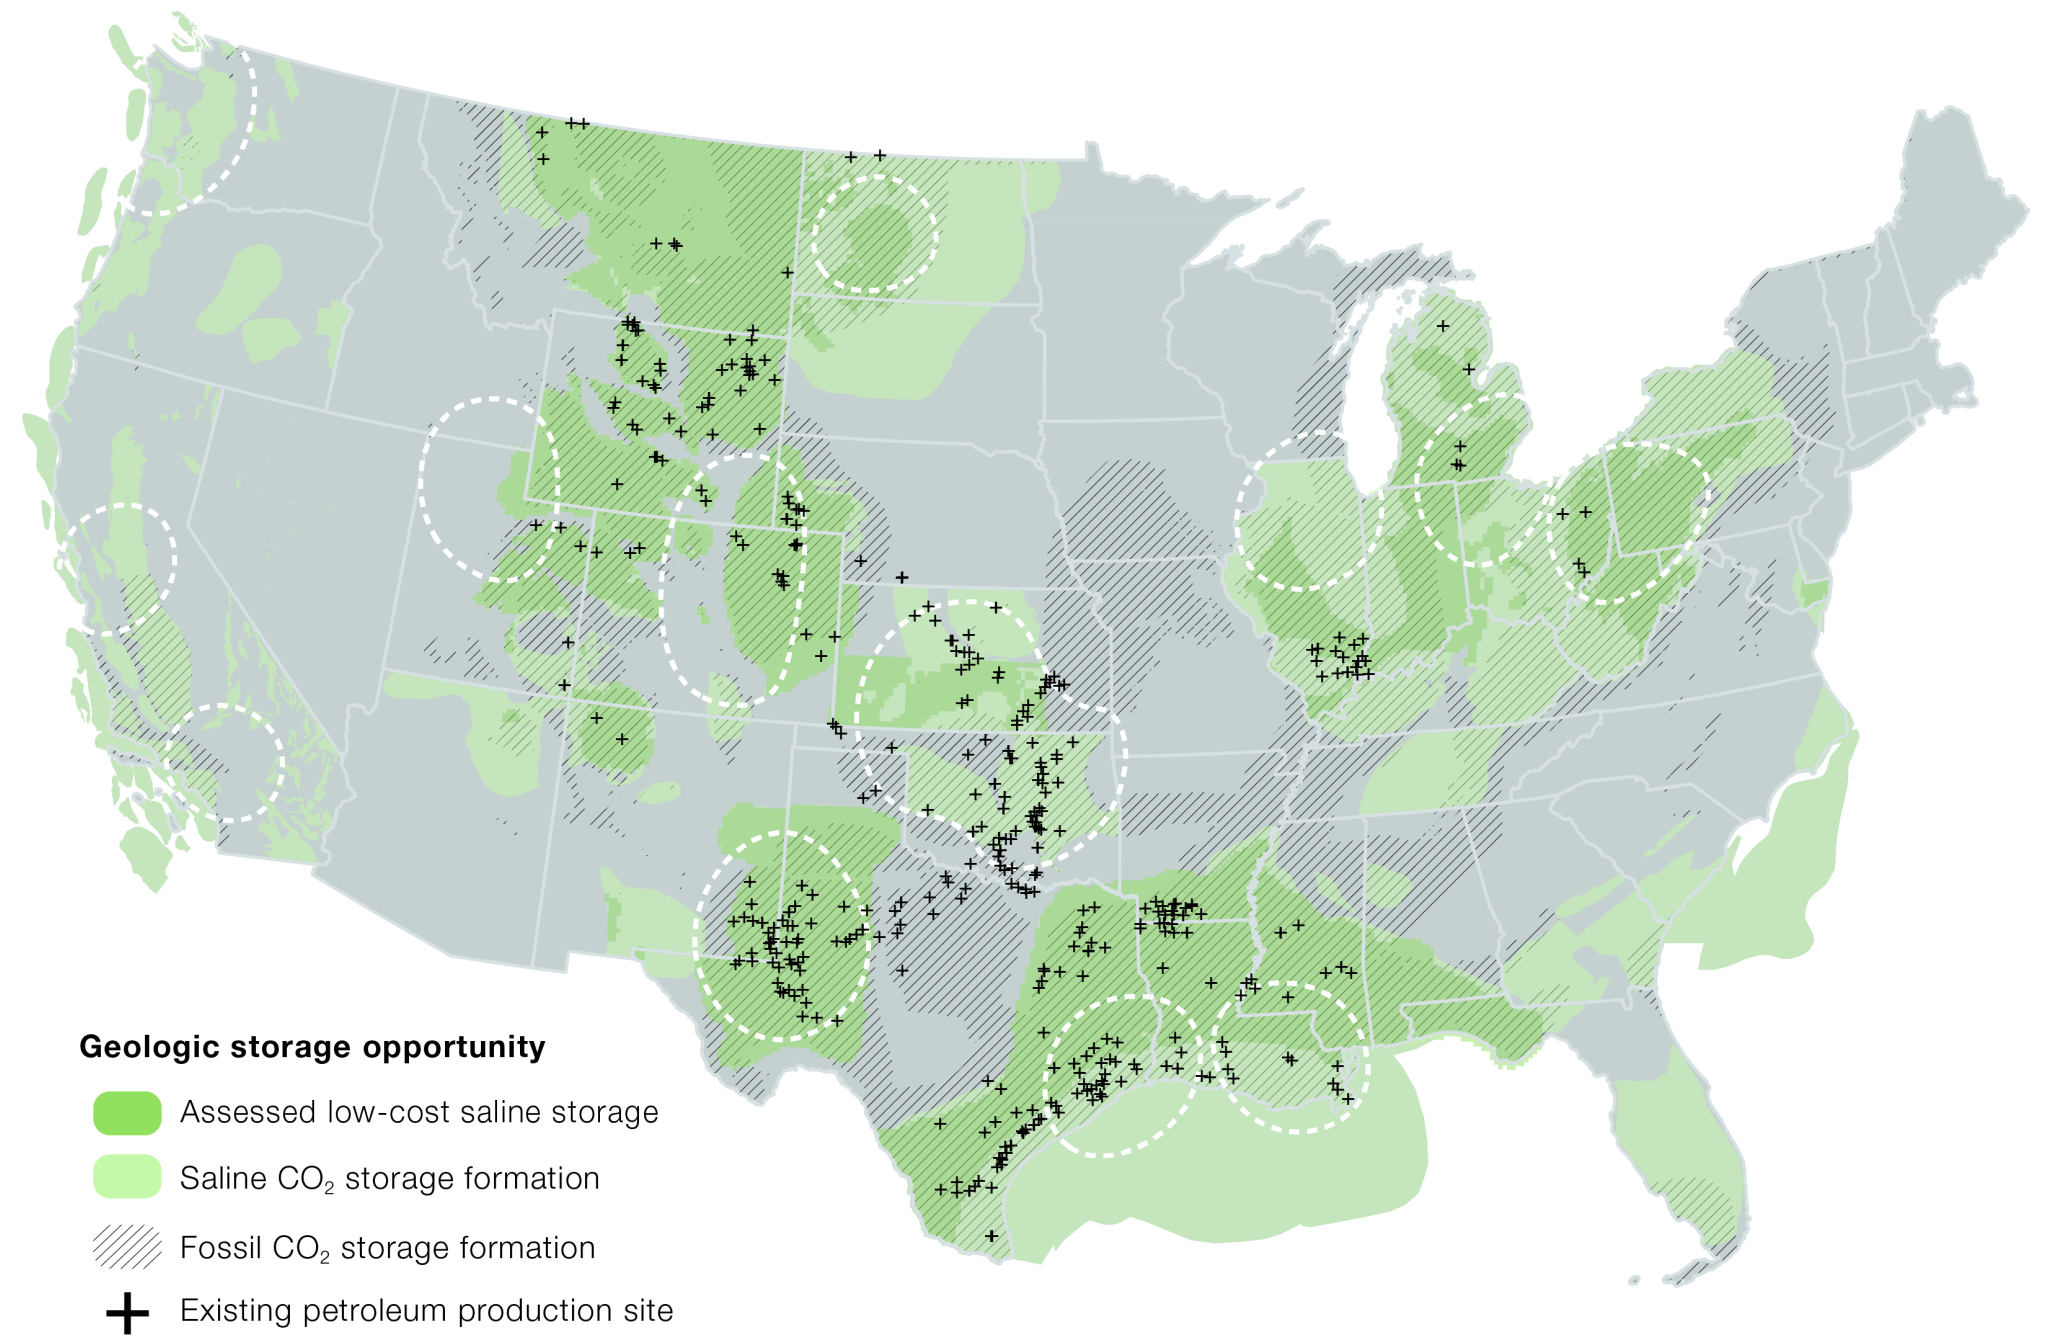 Geologic storage opportunity
Assessed low-cost saline storage
Saline CO₂ storage formation
Fossil CO₂ storage formation
Existing petroleum production site